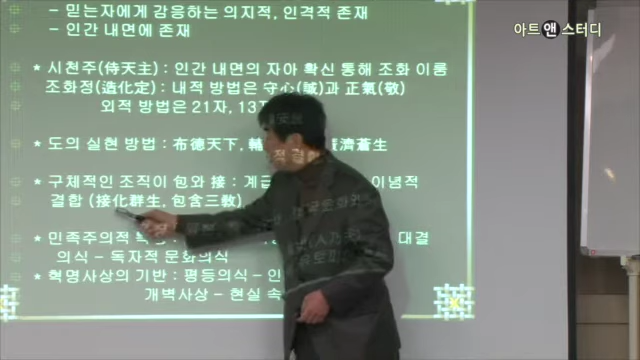 - 믿는자에게 감응하는 의지적, 인격적 존재
- 인간 내면에 존재
아트앤스터디
* 시천주(侍天主) : 인간 내면의 자아 확신 통해 조화 이룸
조화정(造化定) : 내적 방법은 守心(誠)과 正氣(敬)
외적 방법은 21자, 13자
* 도의 실현 방법 : 布德天下, 輔 廣濟蒼生
* 구체적인 조직이 包와 接 : 계급 이념적
결합 (接化群生, 包含三敎)
* 민족주의적 특 : 대결
의식 - 독자적 문화의식
* 혁명사상의 기반 : 평등의식 - 인
개벽사상 - 현실 속